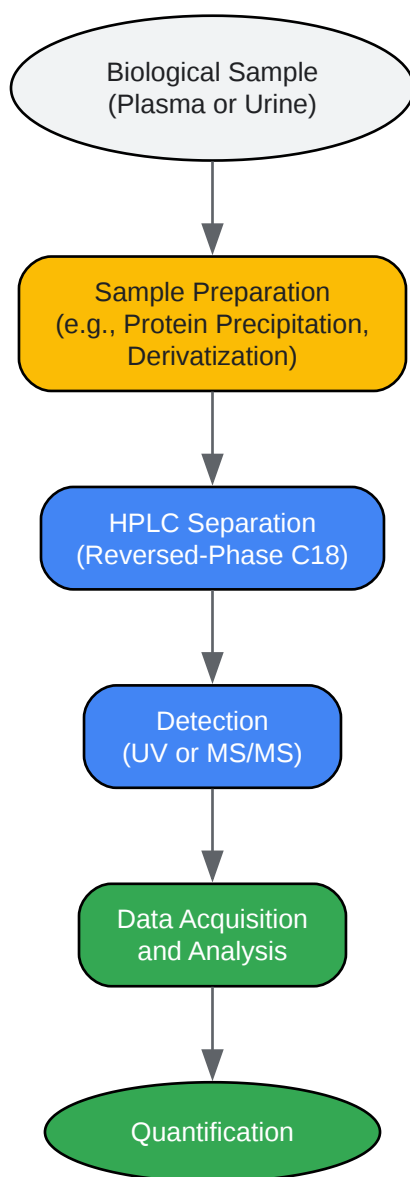 Biological Sample
(Plasma or Urine)
Sample Preparation
(e.g., Protein Precipitation,
Derivatization)
HPLC Separation
(Reversed-Phase C18)
Detection
(UV or MS/MS)
Data Acquisition
and Analysis
Quantification